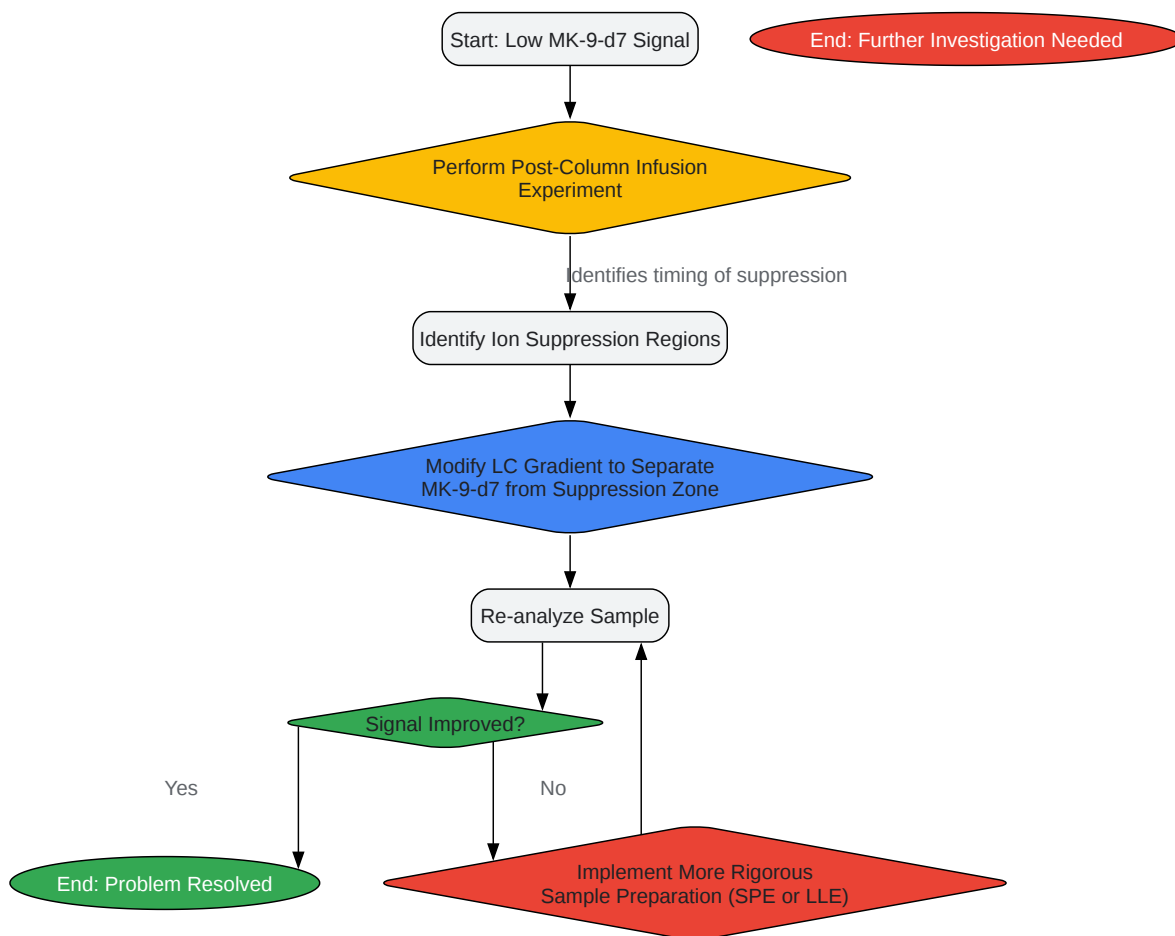 Start: Low MK-9-d7 Signal
End: Further Investigation Needed
Perform Post-Column Infusion
Experiment
Identifies timing of suppression
Identify Ion Suppression Regions
Modify LC Gradient to Separate
MK-9-d7 from Suppression Zone
Re-analyze Sample
Signal Improved?
Yes
No
End: Problem Resolved
Implement More Rigorous
Sample Preparation (SPE or LLE)